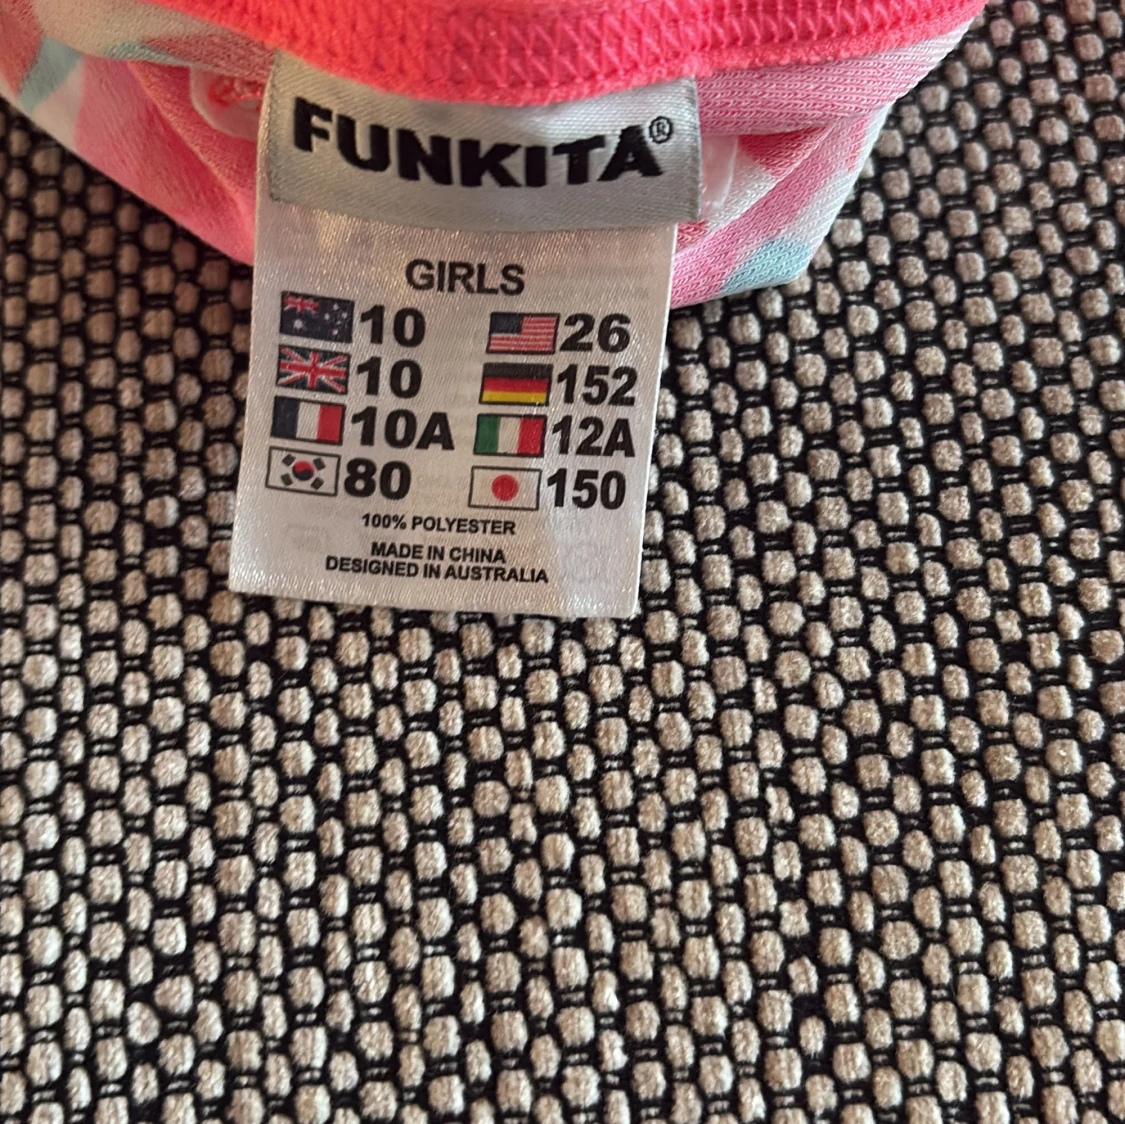 FUNKITA®
GIRLS
10 26
10 152
10A 12A
80 150
100% POLYESTER
MADE IN CHINA
DESIGNED IN AUSTRALIA